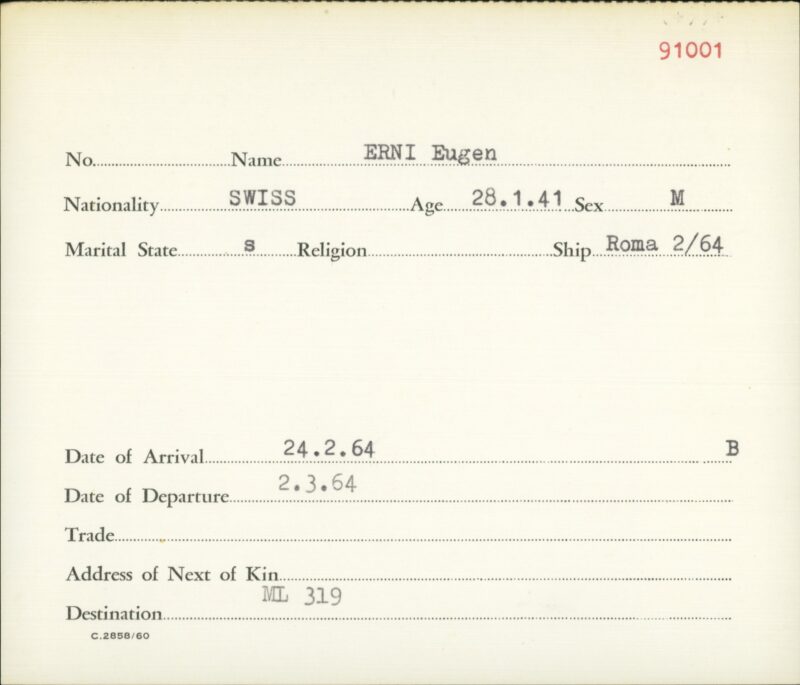 91001
No. Name ERNI Eugen
Nationality SWISS Age 28.1.41 Sex M
Marital State s Religion Ship Roma 2/64
Date of Arrival 24.2.64 B
Date of Departure 2.3.64
Trade
Address of Next of Kin
ML 319
Destination
C.2858/60